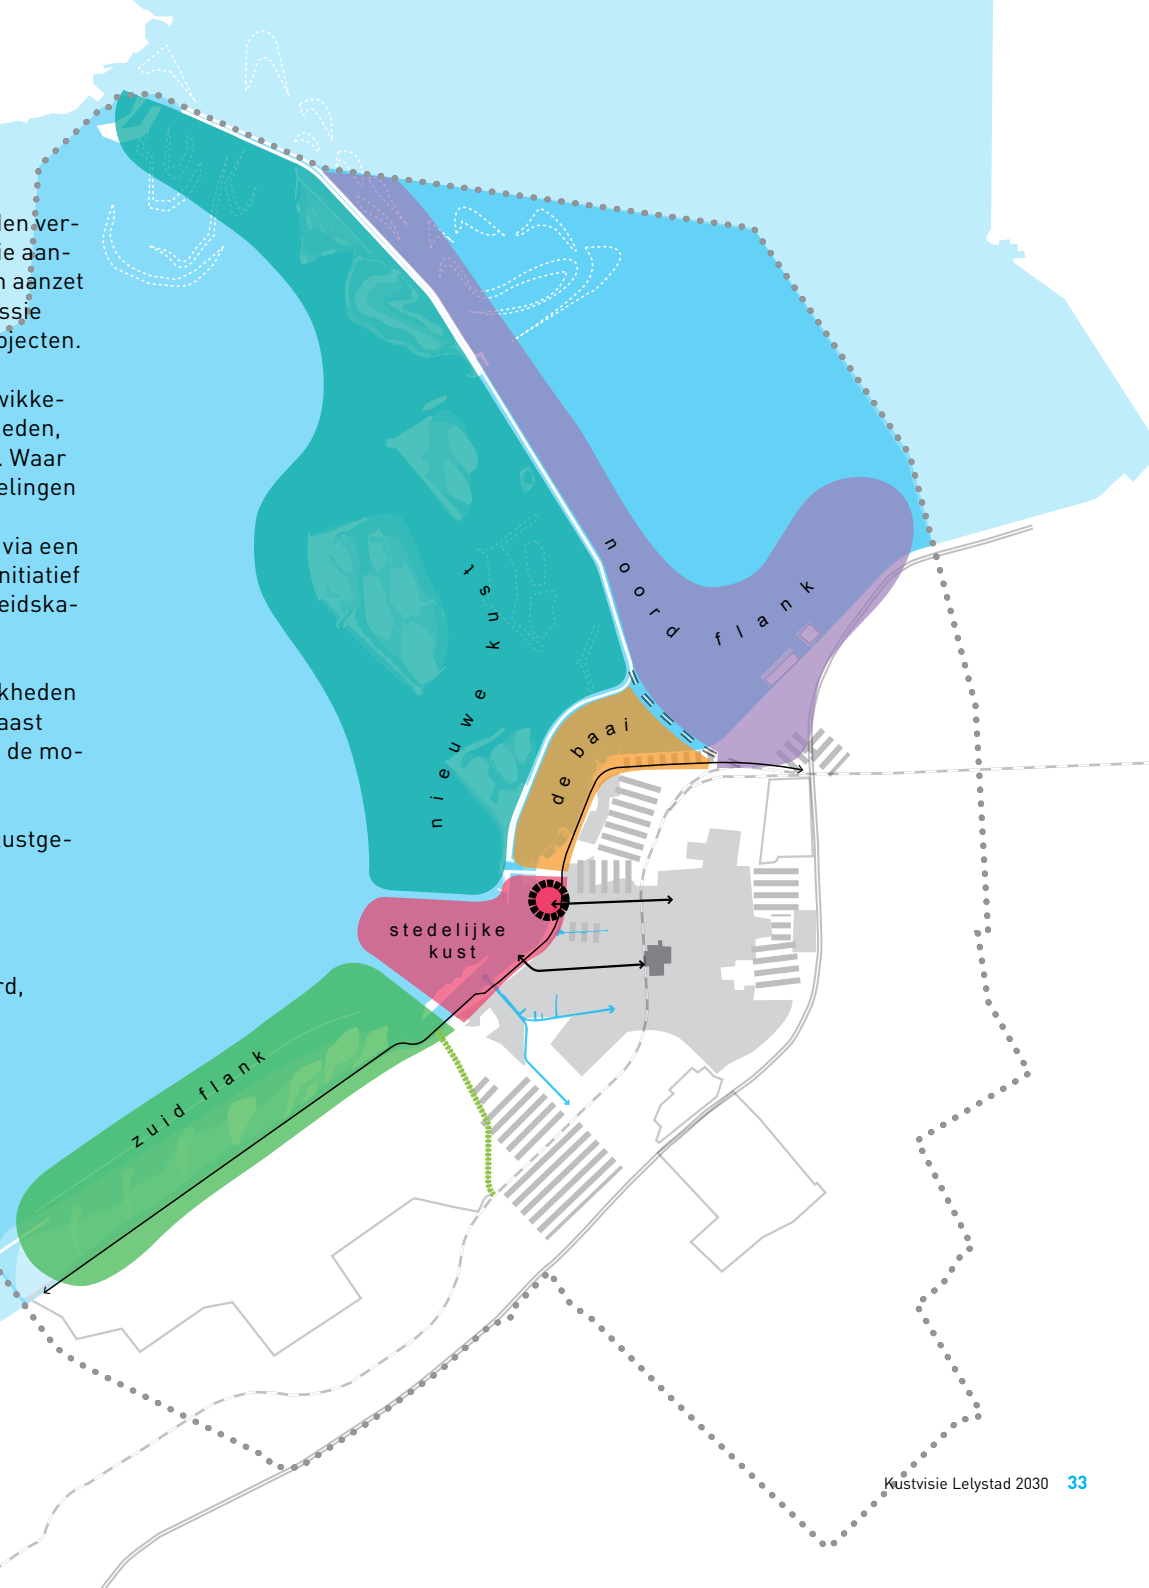 den ver-
ie aan-
n aanzet
ssie
ojecten.
wikke-
eden,
. Waar
elingen
via een
nitiatief
eidska-
kheden
aast
de mo-
ustge-
rd,
noord flank
nieuwe kust
de baai
stedelijke
kust
zuid flank
Kustvisie Lelystad 2030 33